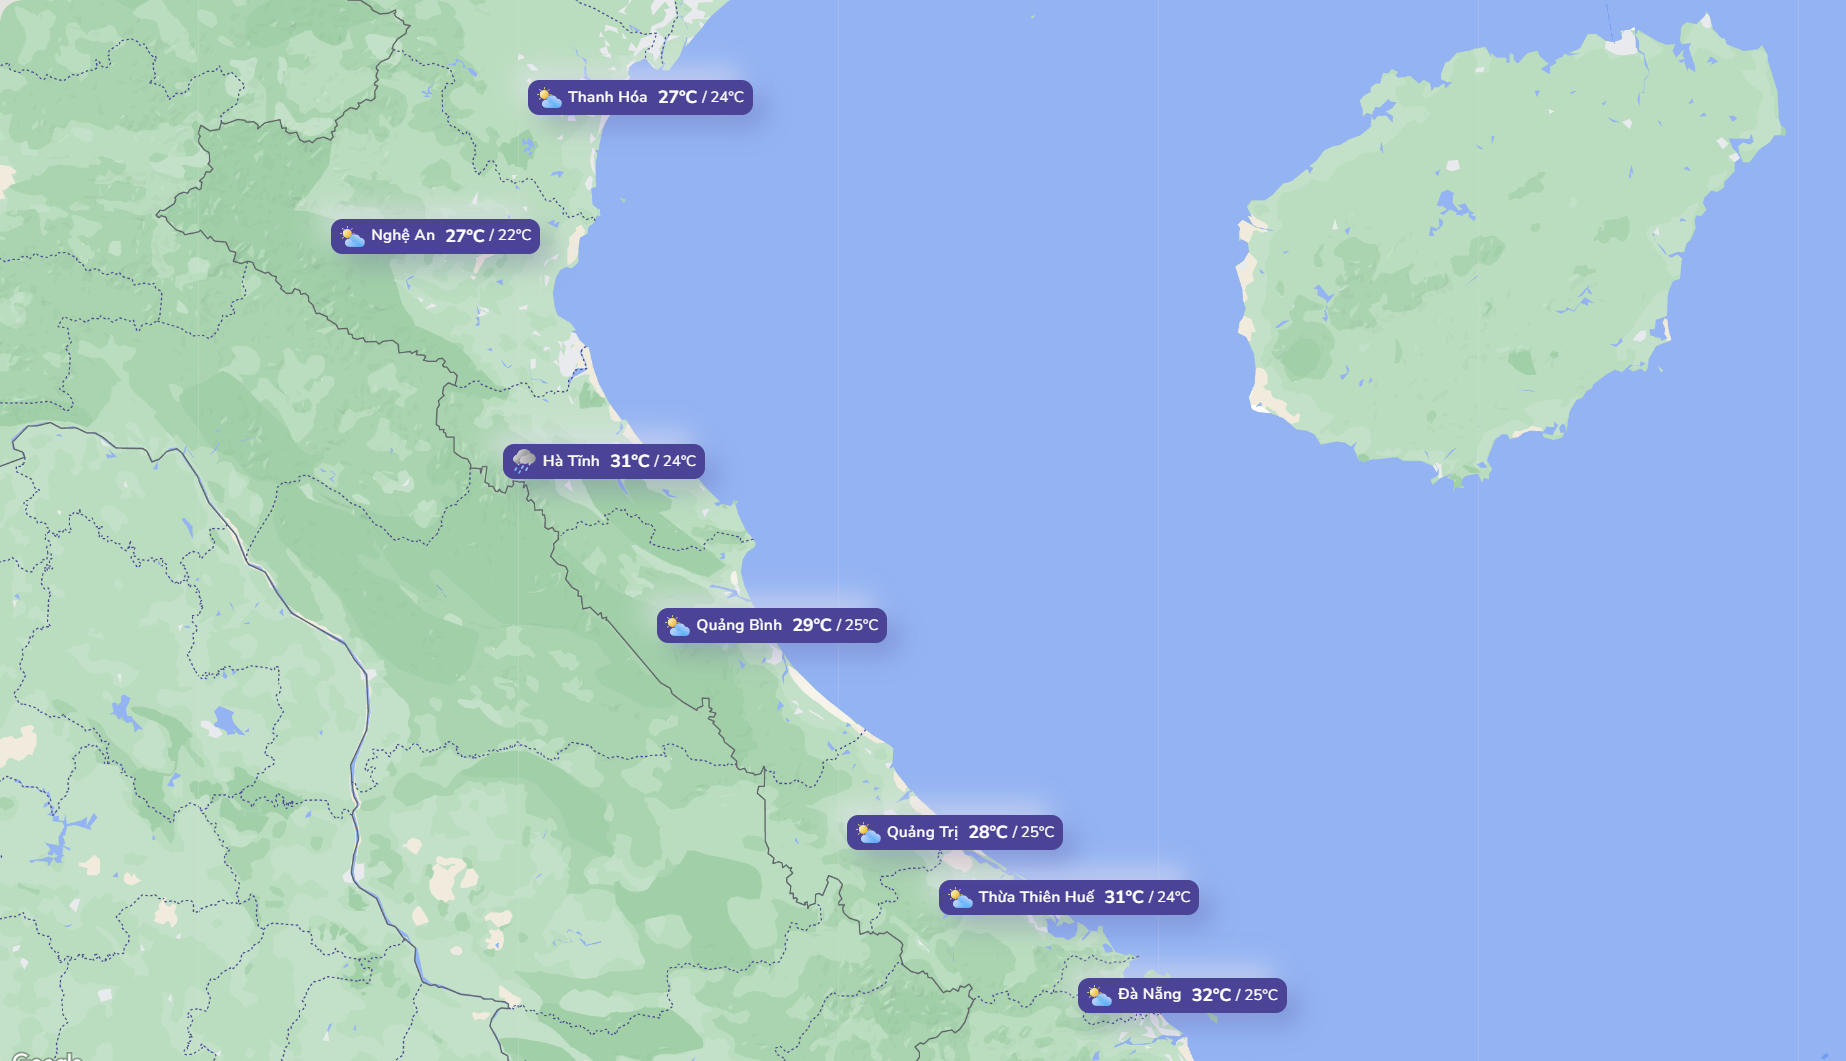 Thanh Hóa 27°C / 24°C
Nghệ An 27°C / 22°C
Hà Tĩnh 31°C / 24°C
Quảng Bình 29°C / 25°C
Quảng Trị 28°C / 25°C
Thừa Thiên Huế 31°C / 24°C
Đà Nẵng 32°C / 25°C
Google